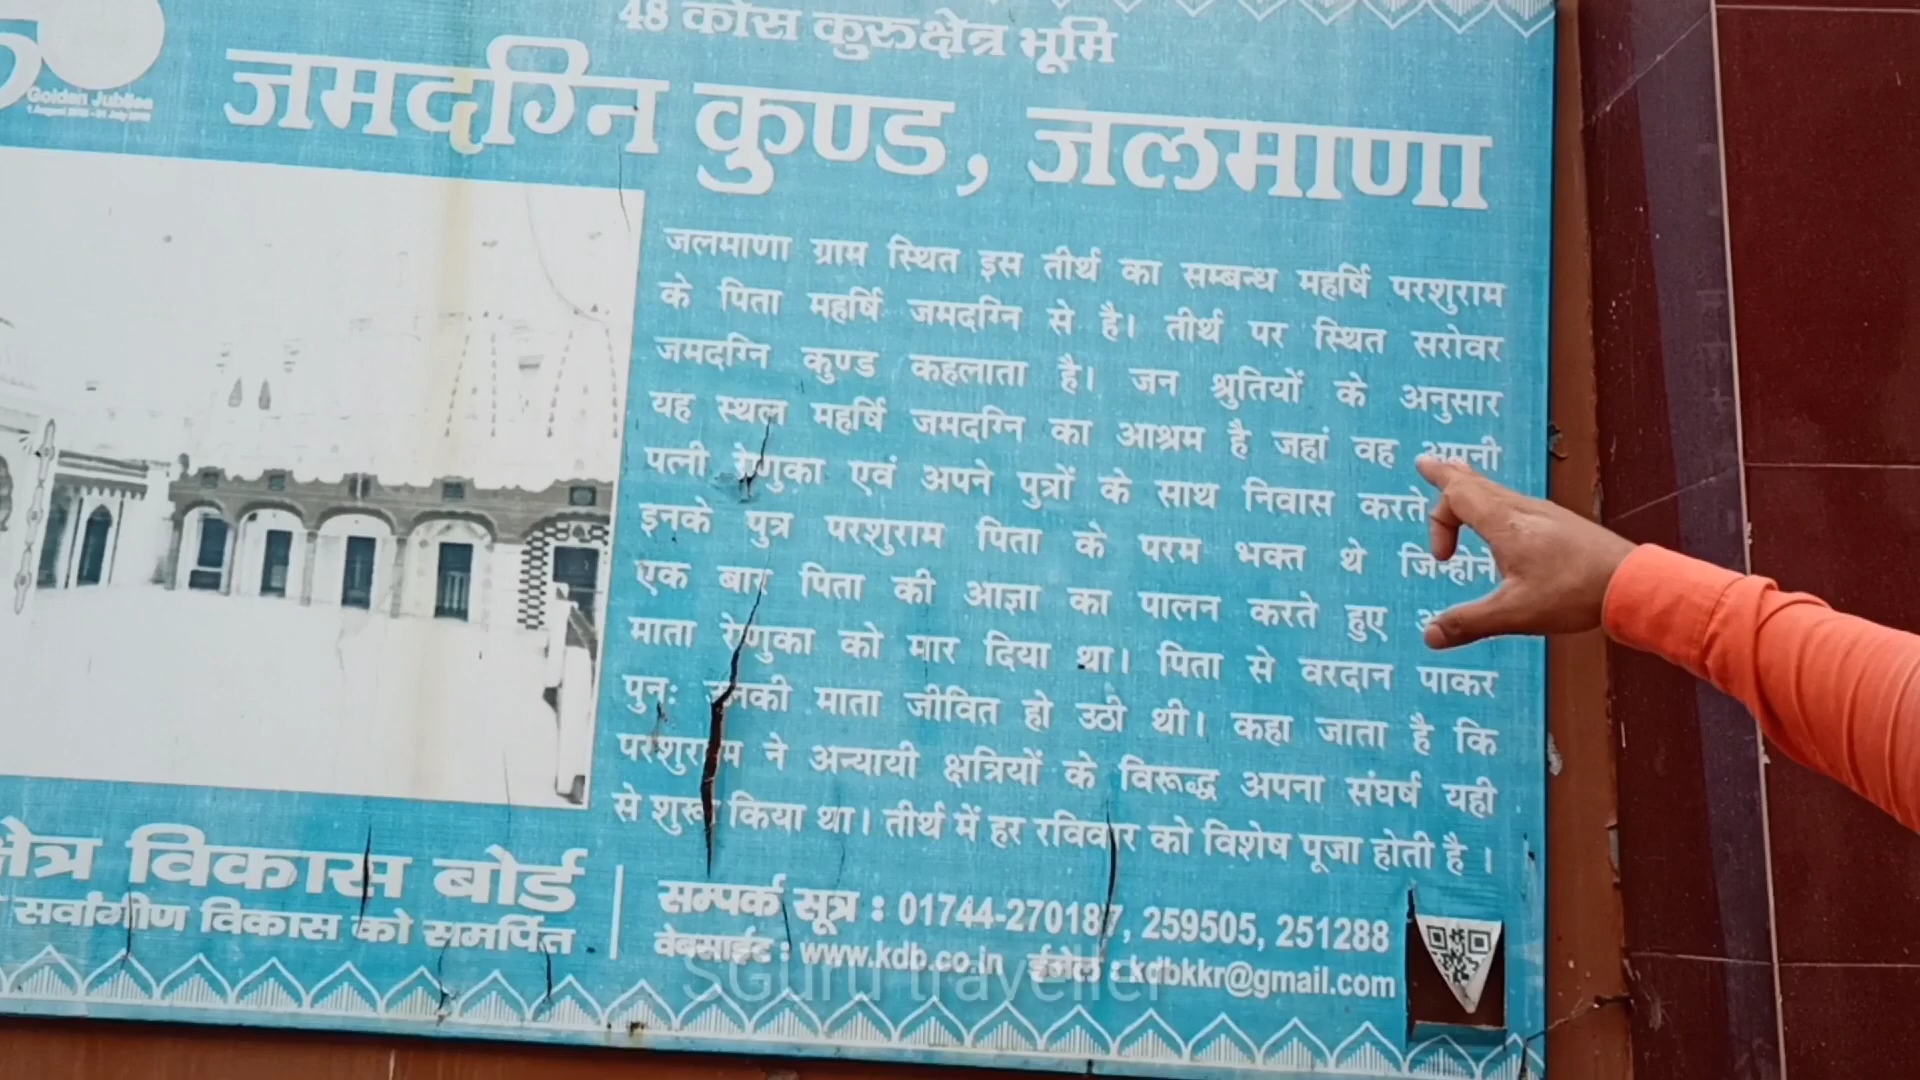 48 कोस कुरुक्षेत्र भूमि
Golden Jubilee
जमदग्नि कुण्ड, जलमाणा
जलमाणा ग्राम स्थित इस तीर्थ का सम्बन्ध महर्षि परशुराम
के पिता महर्षि जमदग्नि से है। तीर्थ पर स्थित सरोवर
जमदग्नि कुण्ड कहलाता है। जन श्रुतियों के अनुसार
यह स्थल महर्षि जमदग्नि का आश्रम है जहां वह अपनी
पत्नी रेणुका एवं अपने पुत्रों के साथ निवास करते
इनके पुत्र परशुराम पिता के परम भक्त थे जिन्होने
एक बार पिता की आज्ञा का पालन करते हुए
माता रेणुका को मार दिया था। पिता से वरदान पाकर
पुनः उनकी माता जीवित हो उठी थी। कहा जाता है कि
परशुराम ने अन्यायी क्षत्रियों के विरूद्ध अपना संघर्ष यही
से शुरू किया था। तीर्थ में हर रविवार को विशेष पूजा होती है ।
क्षेत्र विकास बोर्ड
सर्वांगीण विकास को समर्पित
सम्पर्क सूत्र : 01744-270187, 259505, 251288
वेबसाईट : www.kdb.co.in ईमेल : kdbkkr@gmail.com
SGuru traveller